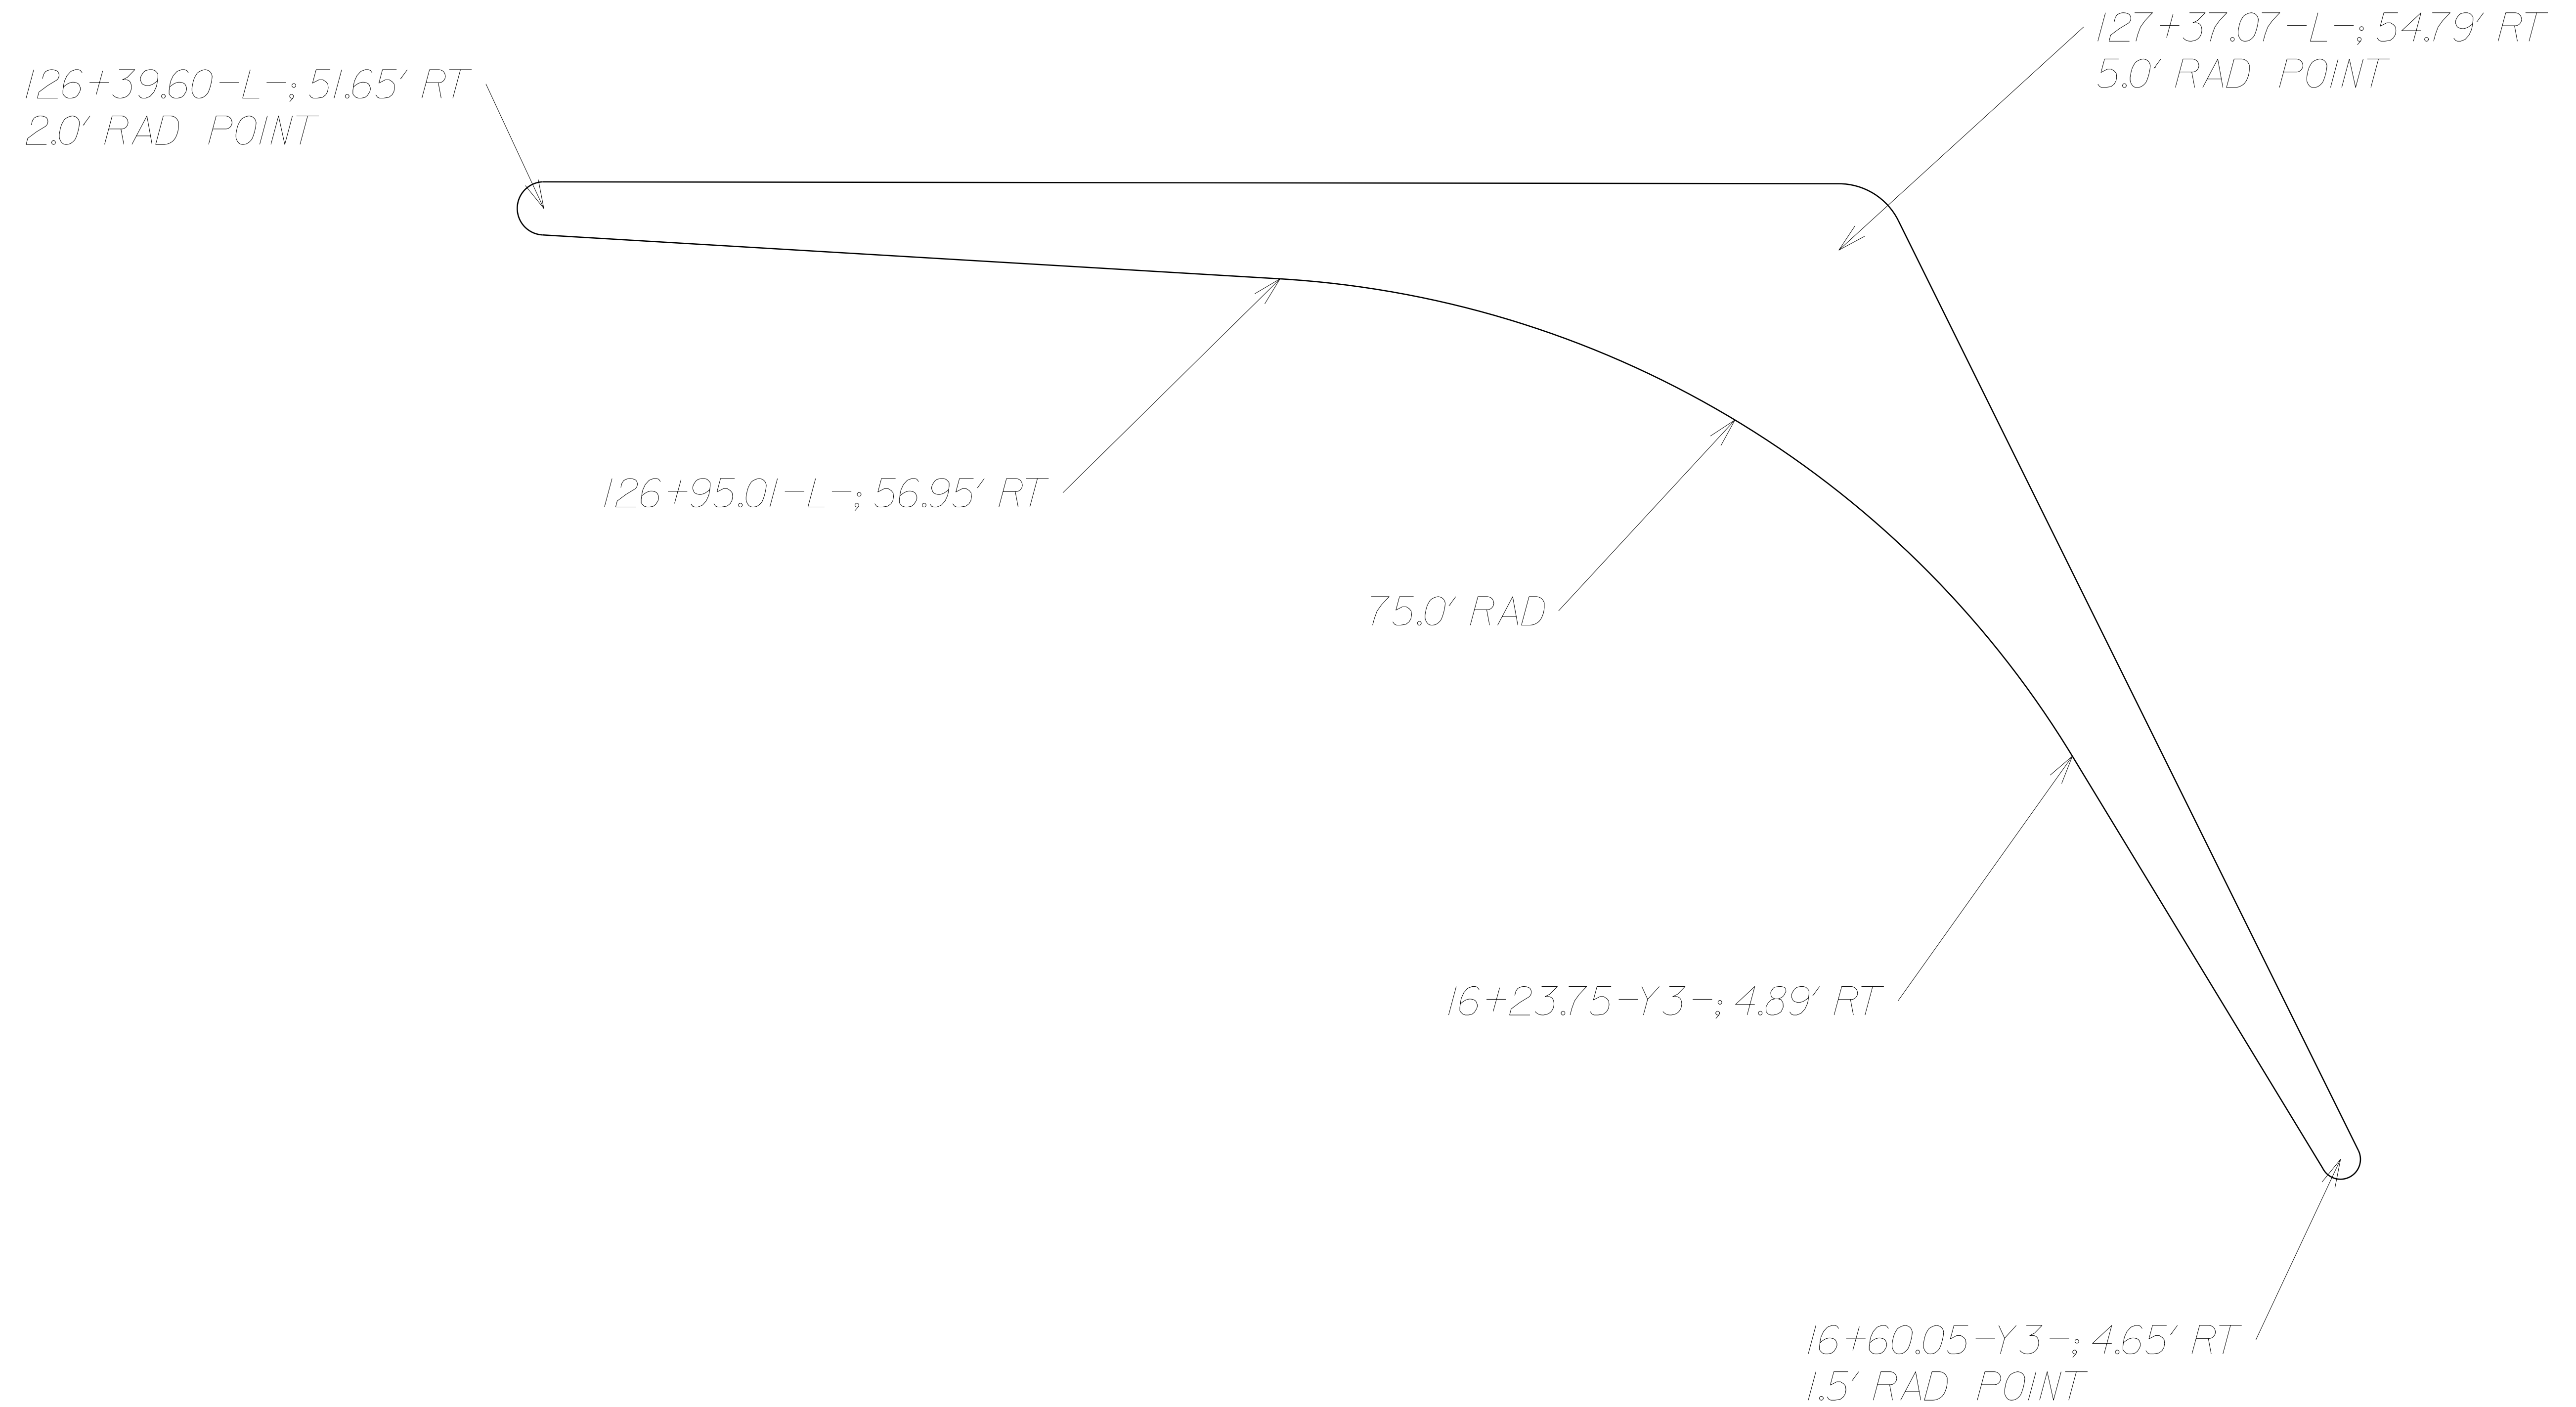 127+37.07-L-; 54.79' RT
5.0' RAD POINT
126+39.60-L-; 51.65' RT
2.0' RAD POINT
126+95.01-L-; 56.95' RT
75.0' RAD
16+23.75-Y3-; 4.89' RT
16+60.05-Y3-; 4.65' RT
1.5' RAD POINT